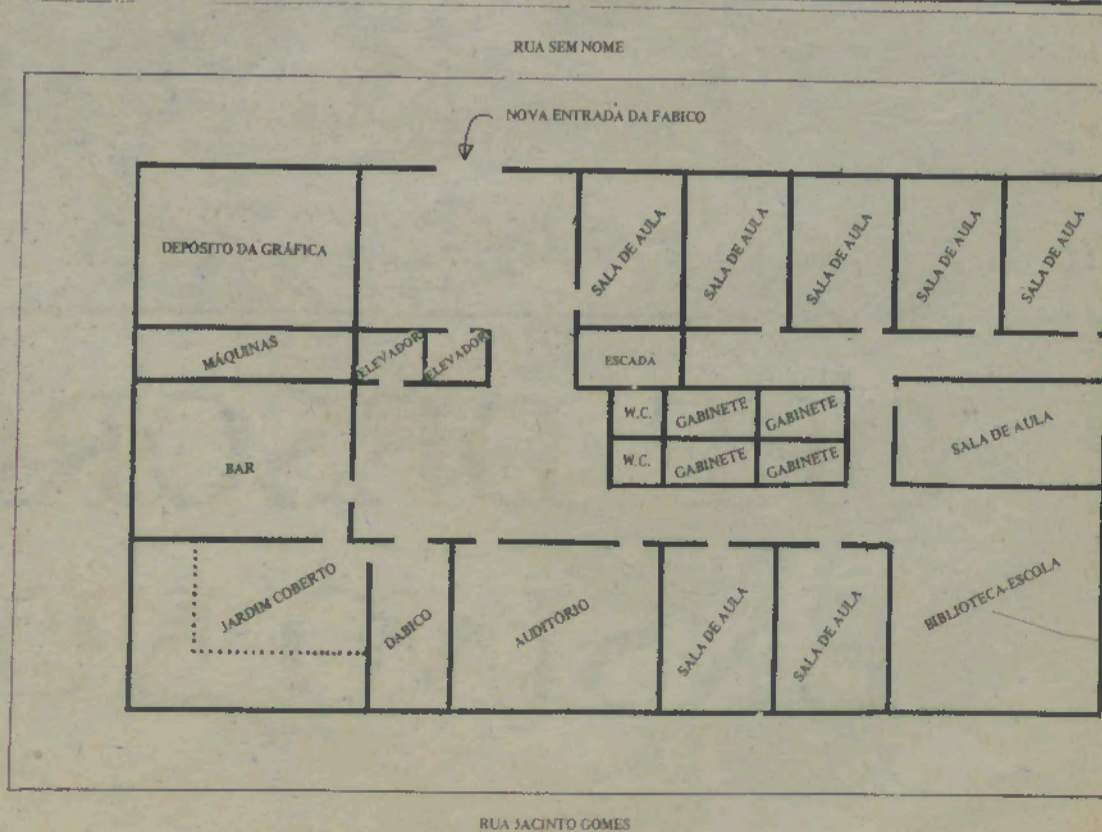 RUA SEM NOME
NOVA ENTRADA DA FABICO
DEPÓSITO DA GRÁFICA
SALA DE AULA
SALA DE AULA
SALA DE AULA
SALA DE AULA
SALA DE AULA
MÁQUINAS
ELEVADOR
ELEVADOR
ESCADA
W.C.
GABINETE
GABINETE
SALA DE AULA
BAR
W.C.
GABINETE
GABINETE
JARDIM COBERTO
DABICO
AUDITÓRIO
SALA DE AULA
SALA DE AULA
BIBLIOTECA-ESCOLA
RUA JACINTO GOMES